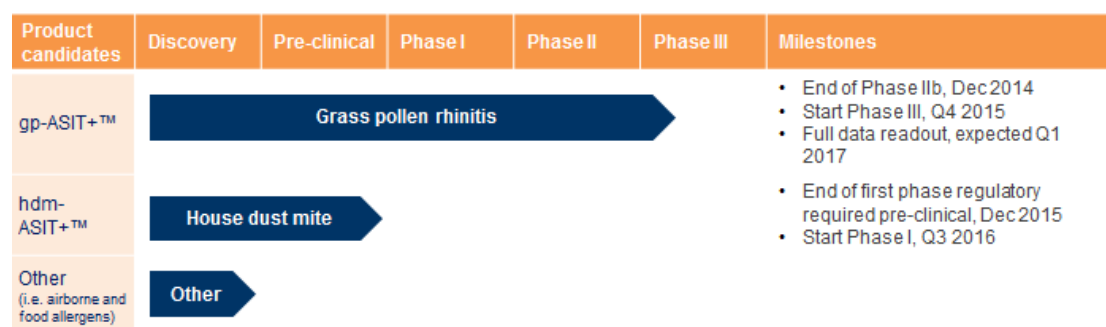 Product
candidates
Discovery
Pre-clinical
Phase I
Phase II
Phase III
Milestones
gp-ASIT+™
Grass pollen rhinitis
• End of Phase IIb, Dec 2014
• Start Phase III, Q4 2015
• Full data readout, expected Q1
2017
hdm-
ASIT+™
House dust mite
• End of first phase regulatory
required pre-clinical, Dec 2015
• Start Phase I, Q3 2016
Other
(i.e. airborne and
food allergens)
Other